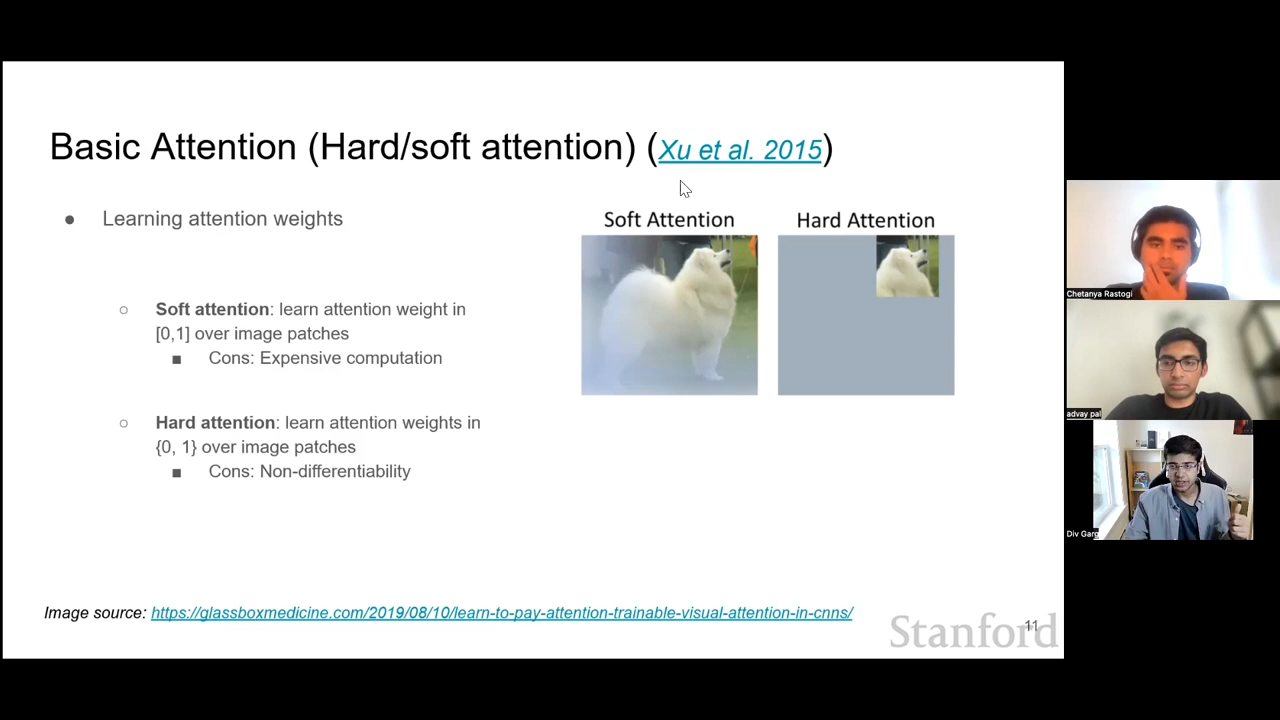 Basic Attention (Hard/soft attention) (Xu et al. 2015)
● Learning attention weights
○ Soft attention: learn attention weight in
[0,1] over image patches
■ Cons: Expensive computation
○ Hard attention: learn attention weights in
{0, 1} over image patches
■ Cons: Non-differentiability
Soft Attention
Hard Attention
Image source: https://glassboxmedicine.com/2019/08/10/learn-to-pay-attention-trainable-visual-attention-in-cnns/
Stanford
11
Chetanya Rastogi
advay pal
Div Garg